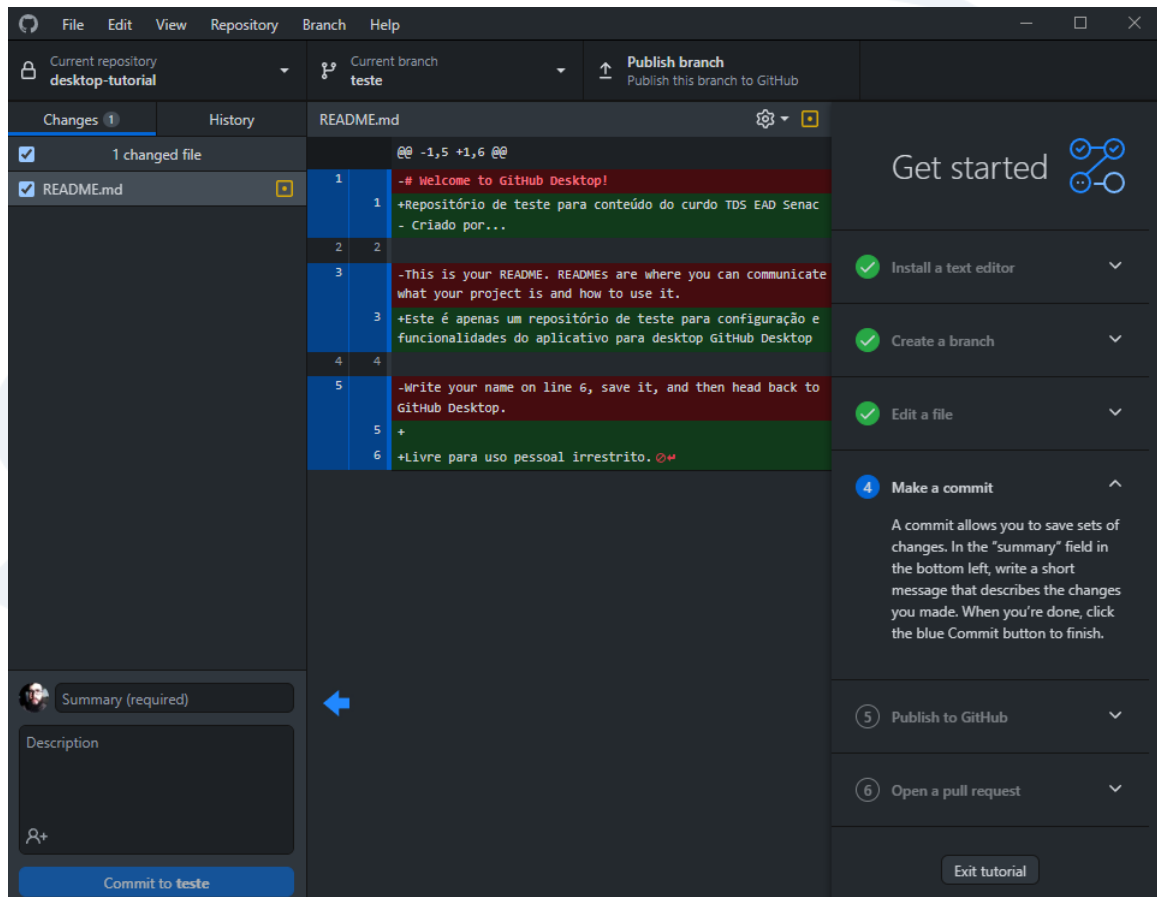 File Edit View Repository Branch Help
Current repository
desktop-tutorial
Current branch
teste
Publish branch
Publish this branch to GitHub
Changes 1 History
1 changed file
README.md
README.md
@@ -1,5 +1,6 @@
1 -# Welcome to GitHub Desktop!
1 +Repositório de teste para conteúdo do curdo TDS EAD Senac
- Criado por...
2 2
3 -This is your README. READMEs are where you can communicate
what your project is and how to use it.
3 +Este é apenas um repositório de teste para configuração e
funcionalidades do aplicativo para desktop GitHub Desktop
4 4
5 -Write your name on line 6, save it, and then head back to
GitHub Desktop.
5 +
6 +Livre para uso pessoal irrestrito.
Summary (required)
Description
Commit to teste
Get started
Install a text editor
Create a branch
Edit a file
4 Make a commit
A commit allows you to save sets of
changes. In the "summary" field in
the bottom left, write a short
message that describes the changes
you made. When you're done, click
the blue Commit button to finish.
5 Publish to GitHub
6 Open a pull request
Exit tutorial